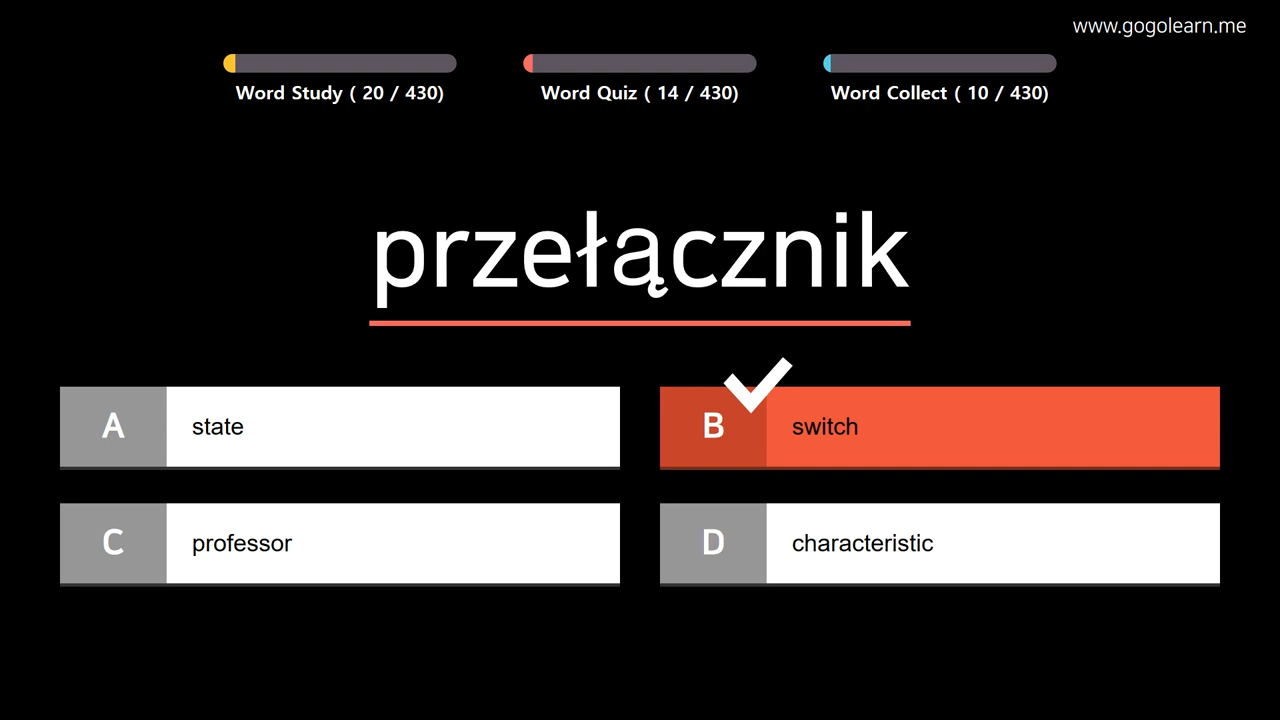 www.gogolearn.me
Word Study ( 20 / 430)
Word Quiz ( 14 / 430)
Word Collect ( 10 / 430)
przełącznik
A state
B switch
C professor
D characteristic